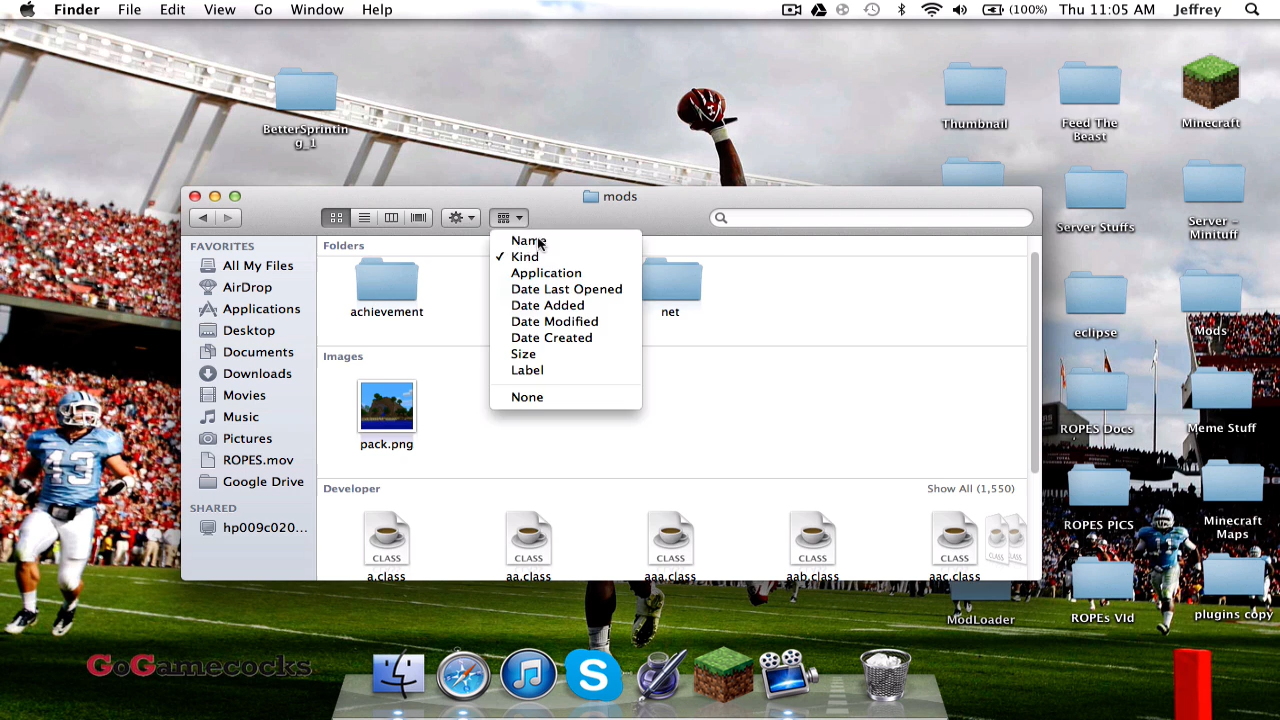 Finder File Edit View Go Window Help
(100%) Thu 11:05 AM Jeffrey
BetterSprintin
g_1
Thumbnail
Feed The
Beast
Minecraft
mods
FAVORITES
All My Files
AirDrop
Applications
Desktop
Documents
Downloads
Movies
Music
Pictures
ROPES.mov
Google Drive
SHARED
hp009c020...
Folders
achievement
net
Name
✓ Kind
Application
Date Last Opened
Date Added
Date Modified
Date Created
Size
Label
None
Images
pack.png
Developer
Show All (1,550)
CLASS
CLASS
CLASS
CLASS
CLASS
CLASS
CLASS
a.class
aa.class
aaa.class
aab.class
aac.class
Server Stuffs
Server -
Minituff
eclipse
Mods
ROPES Docs
Meme Stuff
ROPES PICS
Minecraft
Maps
ModLoader
ROPEs VId
plugins copy
13
GoGamecocks
S